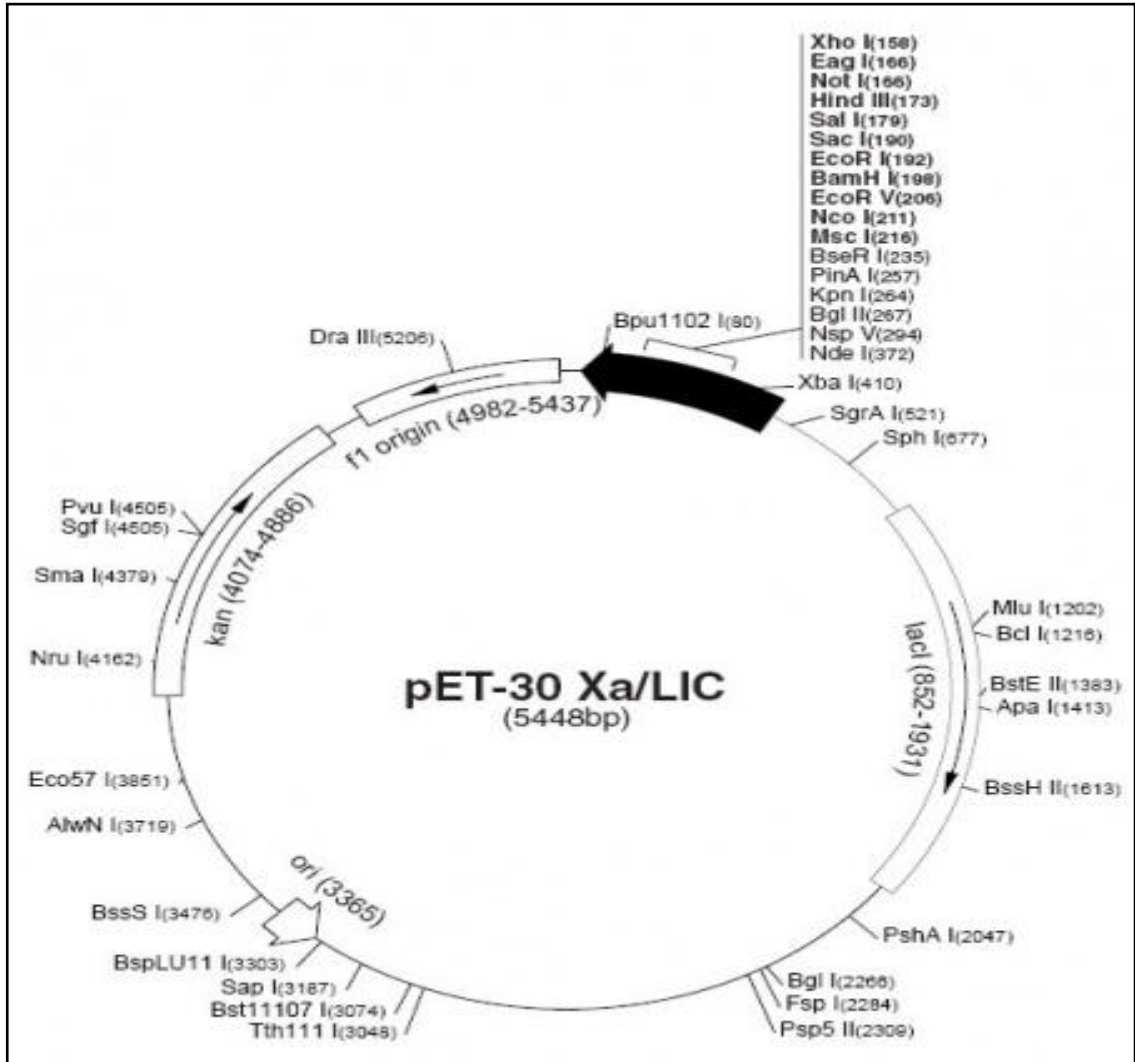 Xho I(158)
Eag I(166)
Not I(166)
Hind III(173)
Sal I(179)
Sac I(190)
EcoR I(192)
BamH I(198)
EcoR V(206)
Nco I(211)
Msc I(216)
BseR I(235)
PinA I(257)
Kpn I(264)
Bgl II(267)
Nsp V(294)
Nde I(372)
Bpu1102 I(80)
Dra III(5206)
Xba I(410)
SgrA I(521)
Sph I(677)
f1 origin (4982-5437)
Pvu I(4505)
Sgf I(4505)
Sma I(4379)
kan (4074-4886)
Nru I(4162)
Mlu I(1202)
Bcl I(1216)
lacI (852-1931)
BstE II(1383)
Apa I(1413)
pET-30 Xa/LIC
(5448bp)
BssH II(1613)
Eco57 I(3851)
AlwN I(3719)
ori (3365)
BssS I(3476)
PshA I(2047)
BspLU11 I(3303)
Sap I(3187)
Bst1107 I(3074)
Tth111 I(3048)
Bgl I(2266)
Fsp I(2284)
Psp5 II(2309)